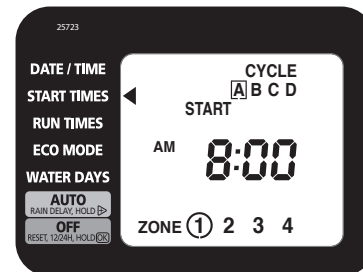 25723
DATE / TIME
START TIMES
RUN TIMES
ECO MODE
WATER DAYS
AUTO
RAIN DELAY, HOLD
OFF
RESET, 12/24H, HOLD OK
CYCLE
A B C D
START
AM 8:00
ZONE 1 2 3 4